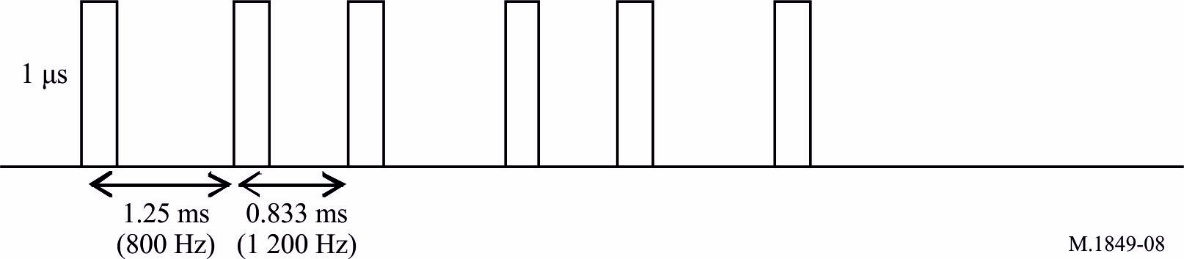 1 μs
1.25 ms
(800 Hz)
0.833 ms
(1 200 Hz)
M.1849-08